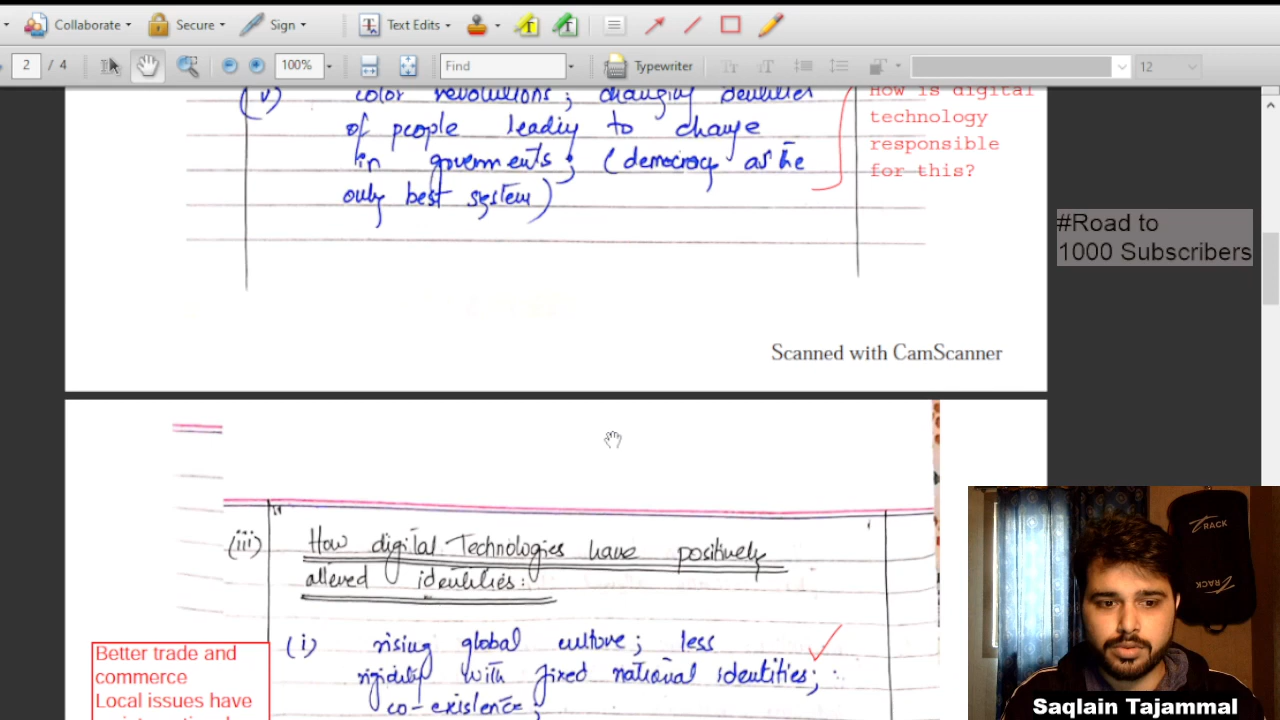 Collaborate Secure Sign Text Edits
2 / 4 100% Find Typewriter 12
(v) color revolutions; changing identities
of people leading to change
in governments; (democracy as the
only best system)
How is digital
technology
responsible
for this?
#Road to
1000 Subscribers
Scanned with CamScanner
(iii) How digital Technologies have positively
altered identities:
(i) rising global culture; less
rigidity with fixed national identities;
co-existence;
Better trade and
commerce
Local issues have
TRACK
TRACK
Saqlain Tajammal